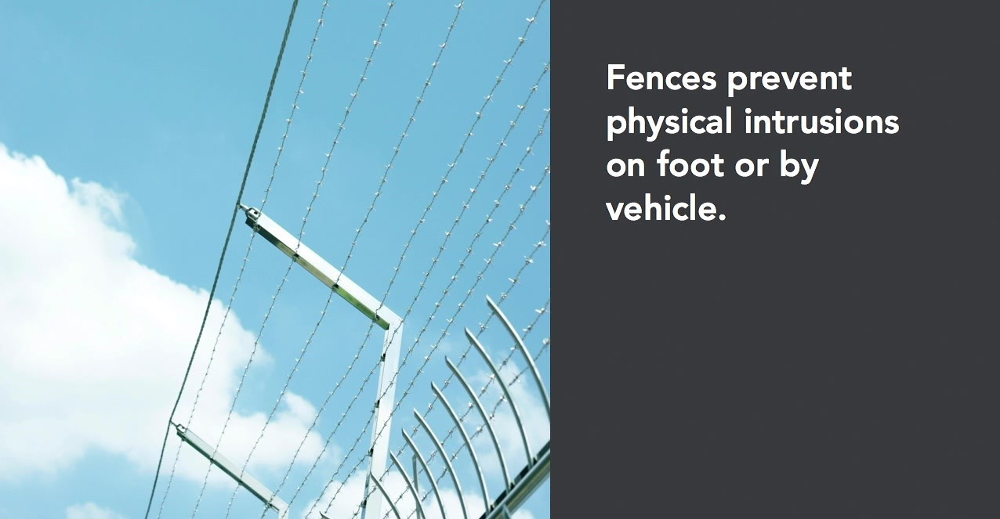 Fences prevent
physical intrusions
on foot or by
vehicle.